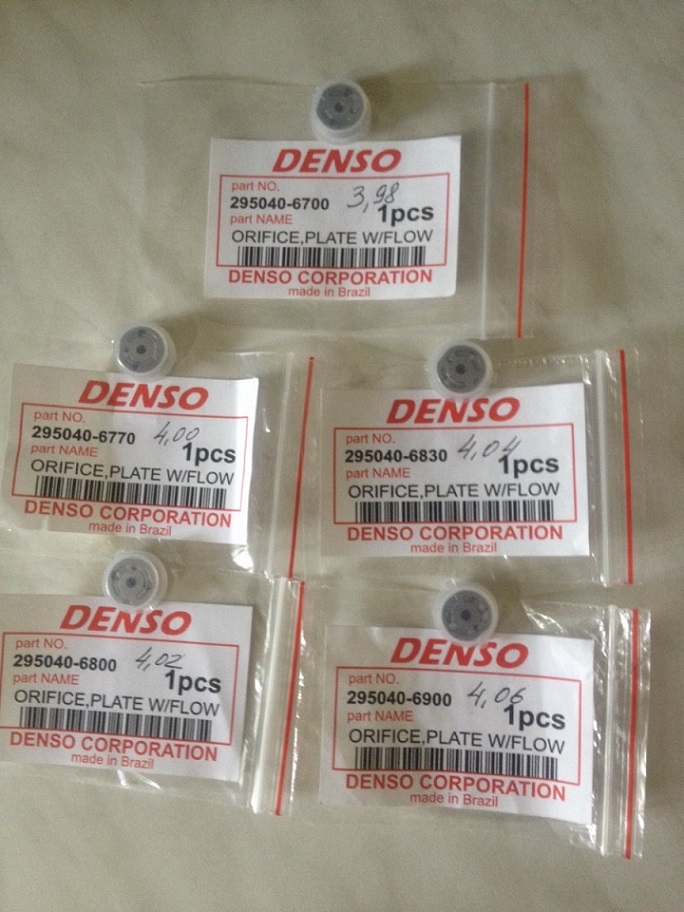 DENSO
part NO.
295040-6700 3,98
part NAME 1pcs
ORIFICE,PLATE W/FLOW
DENSO CORPORATION
made in Brazil
DENSO
part NO.
295040-6770 4,00
part NAME 1pcs
ORIFICE,PLATE W/FLOW
DENSO CORPORATION
made in Brazil
DENSO
part NO.
295040-6830 4,04
part NAME 1pcs
ORIFICE,PLATE W/FLOW
DENSO CORPORATION
made in Brazil
DENSO
part NO.
295040-6800 4,02
part NAME 1pcs
ORIFICE,PLATE W/FLOW
DENSO CORPORATION
made in Brazil
DENSO
part NO.
295040-6900 4,06
part NAME 1pcs
ORIFICE,PLATE W/FLOW
DENSO CORPORATION
made in Brazil